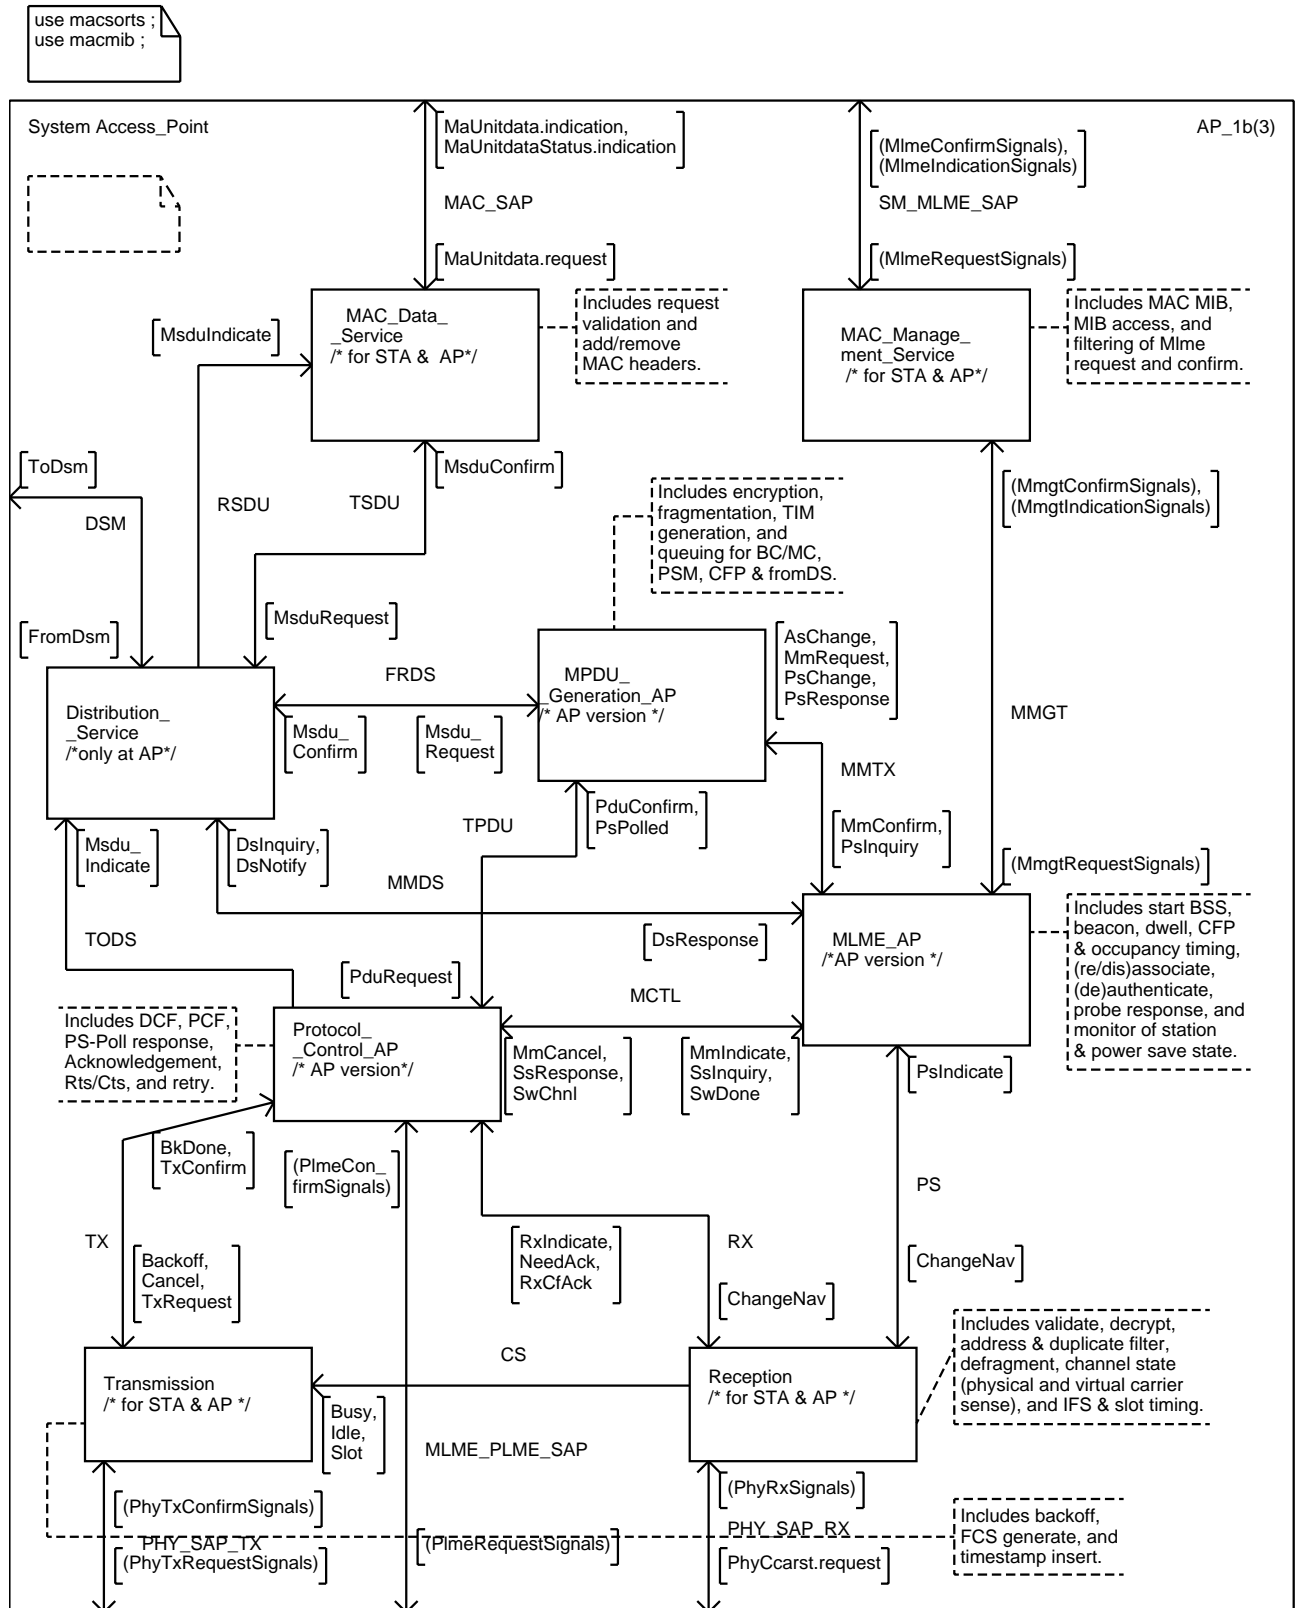 use macsorts ;
use macmib ;
System Access_Point
AP_1b(3)
MaUnitdata.indication,
MaUnitdataStatus.indication
(MlmeConfirmSignals),
(MlmeIndicationSignals)
MAC_SAP
SM_MLME_SAP
MaUnitdata.request
(MlmeRequestSignals)
MsduIndicate
MAC_Data_
_Service
/* for STA & AP*/
Includes request
validation and
add/remove
MAC headers.
MAC_Manage_
ment_Service
/* for STA & AP*/
Includes MAC MIB,
MIB access, and
filtering of Mlme
request and confirm.
ToDsm
DSM
RSDU
TSDU
MsduConfirm
(MmgtConfirmSignals),
(MmgtIndicationSignals)
Includes encryption,
fragmentation, TIM
generation, and
queuing for BC/MC,
PSM, CFP & fromDS.
FromDsm
MsduRequest
AsChange,
MmRequest,
PsChange,
PsResponse
FRDS
MPDU_
_Generation_AP
/* AP version */
Distribution_
_Service
/*only at AP*/
Msdu_
Confirm
Msdu_
Request
MMGT
MMTX
TPDU
PduConfirm,
PsPolled
MmConfirm,
PsInquiry
Msdu_
Indicate
DsInquiry,
DsNotify
MMDS
(MmgtRequestSignals)
TODS
DsResponse
MLME_AP
/*AP version */
Includes start BSS,
beacon, dwell, CFP
& occupancy timing,
(re/dis)associate,
(de)authenticate,
probe response, and
monitor of station
& power save state.
PduRequest
MCTL
Includes DCF, PCF,
PS-Poll response,
Acknowledgement,
Rts/Cts, and retry.
Protocol_
_Control_AP
/* AP version*/
MmCancel,
SsResponse,
SwChnl
MmIndicate,
SsInquiry,
SwDone
PsIndicate
BkDone,
TxConfirm
(PlmeCon_
firmSignals)
PS
TX
Backoff,
Cancel,
TxRequest
RxIndicate,
NeedAck,
RxCfAck
RX
ChangeNav
ChangeNav
Includes validate, decrypt,
address & duplicate filter,
defragment, channel state
(physical and virtual carrier
sense), and IFS & slot timing.
CS
Transmission
/* for STA & AP */
Reception
/* for STA & AP */
Busy,
Idle,
Slot
MLME_PLME_SAP
(PhyTxConfirmSignals)
(PhyRxSignals)
PHY_SAP_TX
(PhyTxRequestSignals)
(PlmeRequestSignals)
PHY_SAP_RX
PhyCcarst.request
Includes backoff,
FCS generate, and
timestamp insert.